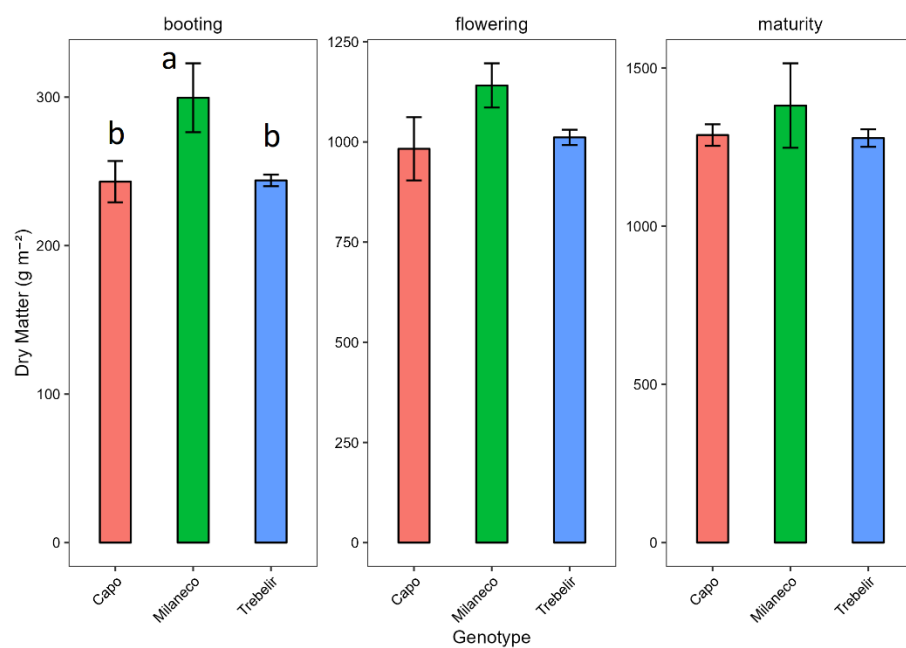 booting
flowering
maturity
Dry Matter (g m⁻²)
300
200
100
0
b
a
b
Capo
Milaneco
Trebelir
1250
1000
750
500
250
0
Capo
Milaneco
Trebelir
1500
1000
500
0
Capo
Milaneco
Trebelir
Genotype